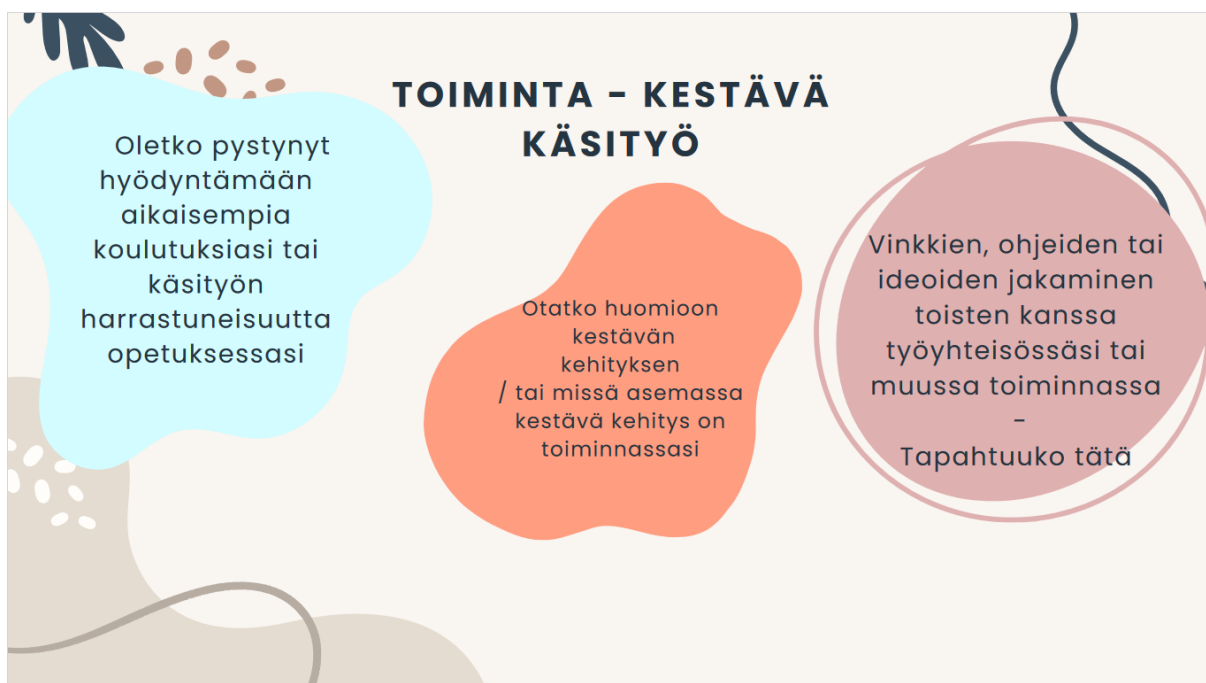 TOIMINTA - KESTÄVÄ
KÄSITYÖ
Oletko pystynyt
hyödyntämään
aikaisempia
koulutuksiasi tai
käsityön
harrastuneisuutta
opetuksessasi
Otatko huomioon
kestävän
kehityksen
/ tai missä asemassa
kestävä kehitys on
toiminnassasi
Vinkkien, ohjeiden tai
ideoiden jakaminen
toisten kanssa
työyhteisössäsi tai
muussa toiminnassa
-
Tapahtuuko tätä